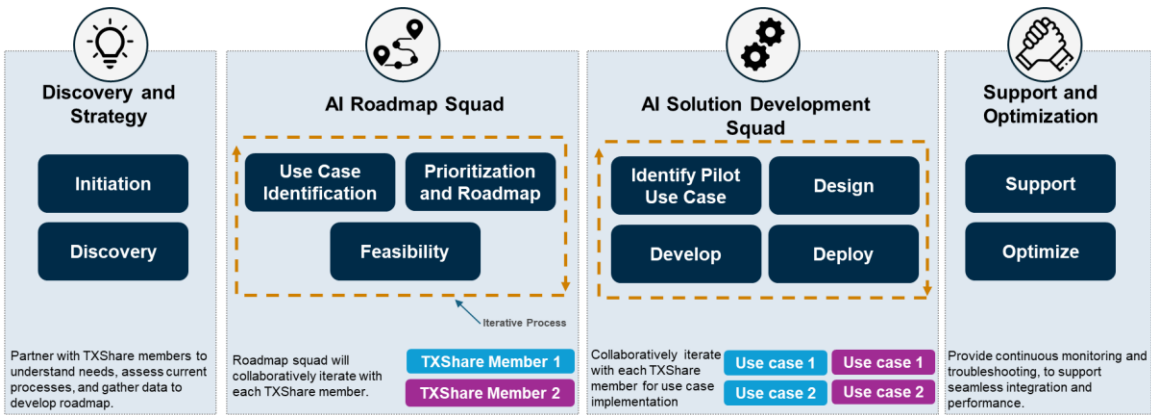 Discovery and
Strategy
Initiation
Discovery
Partner with TXShare members to
understand needs, assess current
processes, and gather data to
develop roadmap.
AI Roadmap Squad
Use Case
Identification
Prioritization
and Roadmap
Feasibility
Iterative Process
Roadmap squad will
collaboratively iterate with
each TXShare member.
TXShare Member 1
TXShare Member 2
AI Solution Development
Squad
Identify Pilot
Use Case
Design
Develop
Deploy
Collaboratively iterate
with each TXShare
member for use case
implementation
Use case 1
Use case 1
Use case 2
Use case 2
Support and
Optimization
Support
Optimize
Provide continuous monitoring and
troubleshooting, to support
seamless integration and
performance.